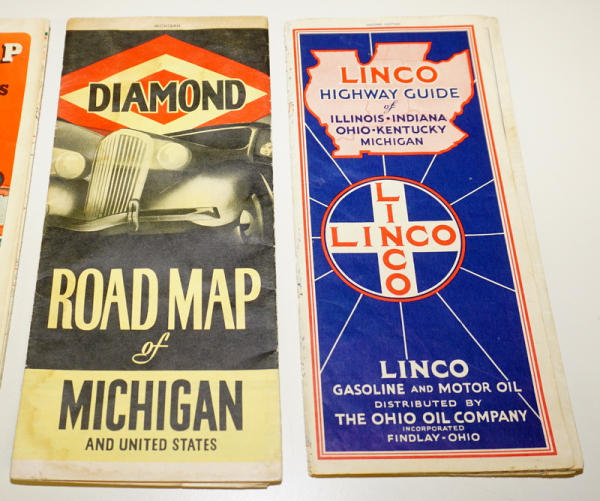 P
s
MICHIGAN
DIAMOND
ROAD MAP
of
MICHIGAN
AND UNITED STATES
LINCO
HIGHWAY GUIDE
of
ILLINOIS·INDIANA
OHIO·KENTUCKY
MICHIGAN
LINCO
LINCO
LINCO
GASOLINE AND MOTOR OIL
DISTRIBUTED BY
THE OHIO OIL COMPANY
INCORPORATED
FINDLAY-OHIO